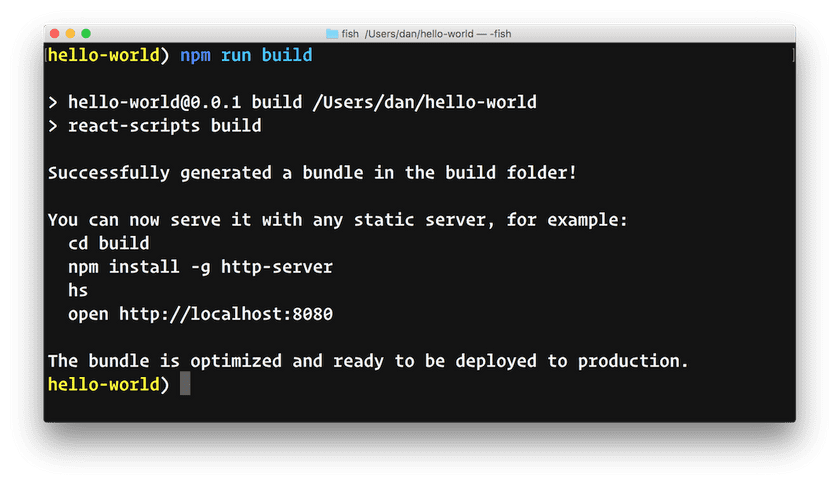 fish /Users/dan/hello-world — -fish
hello-world) npm run build
> hello-world@0.0.1 build /Users/dan/hello-world
> react-scripts build
Successfully generated a bundle in the build folder!
You can now serve it with any static server, for example:
cd build
npm install -g http-server
hs
open http://localhost:8080
The bundle is optimized and ready to be deployed to production.
hello-world)